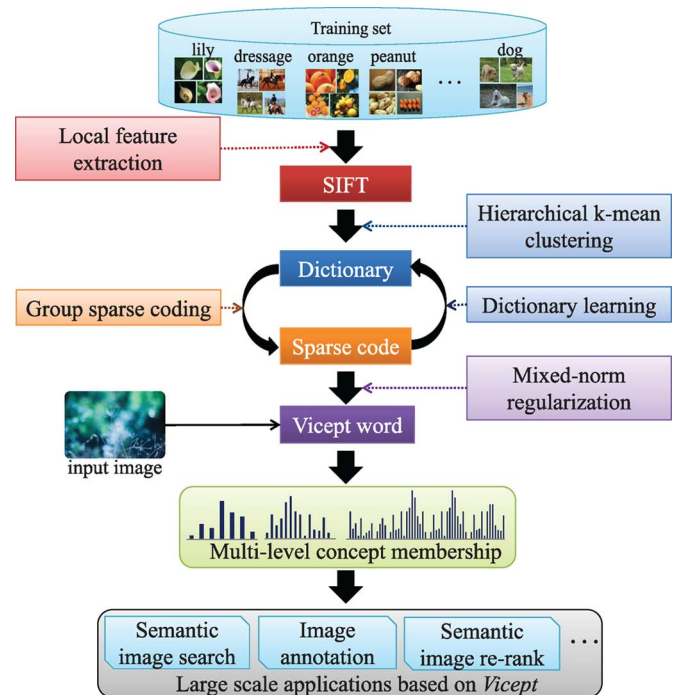 Training set
lily
dressage
orange
peanut
dog
...
Local feature
extraction
SIFT
Hierarchical k-mean
clustering
Dictionary
Group sparse coding
Dictionary learning
Sparse code
Mixed-norm
regularization
Vicept word
input image
Multi-level concept membership
Semantic
image search
Image
annotation
Semantic
image re-rank
...
Large scale applications based on Vicept